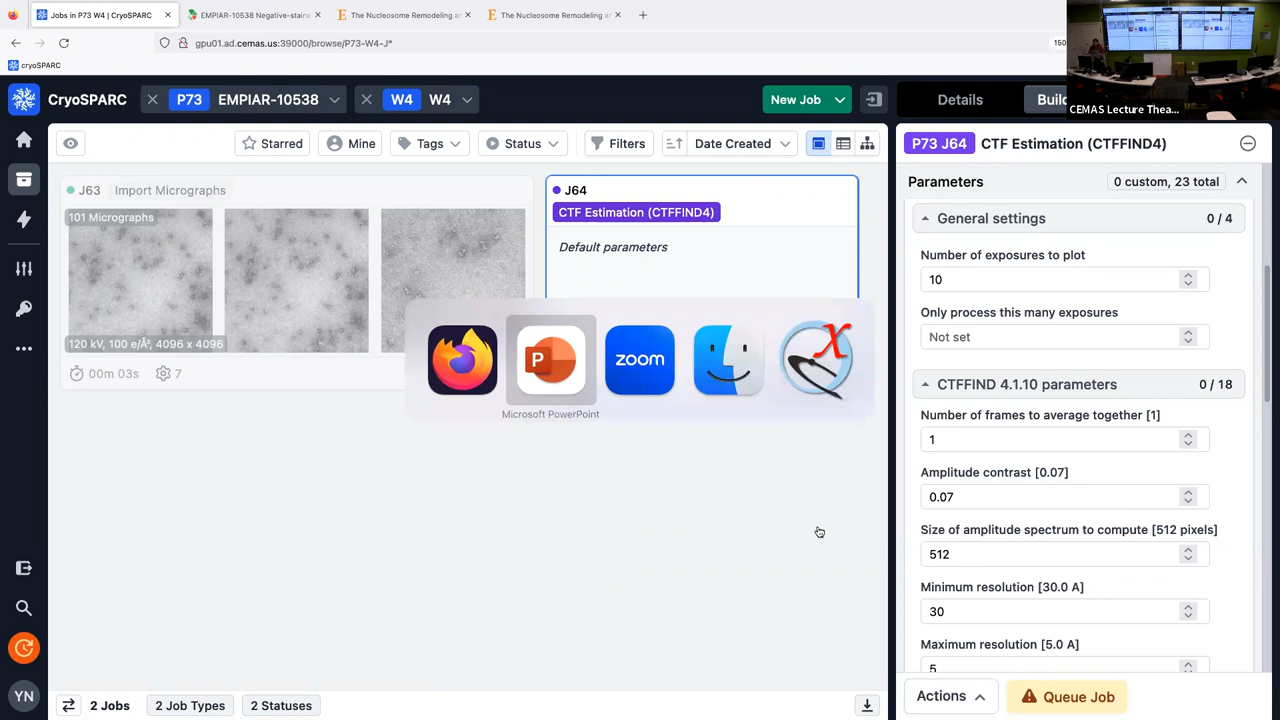 Jobs in P73 W4 | CryoSPARC
EMPIAR-10538 Negative-staine
The Nucleosome Remodeling an
The Nucleosome Remodeling an
gpu01.ad.cemas.us:39000/browse/P73-W4-J*
150
cryoSPARC
CEMAS Lecture Thea...
CryoSPARC
P73 EMPIAR-10538
W4 W4
New Job
Details
Buil
Starred
Mine
Tags
Status
Filters
Date Created
P73 J64 CTF Estimation (CTFFIND4)
Parameters
0 custom, 23 total
J63 Import Micrographs
101 Micrographs
120 kV, 100 e/Å², 4096 x 4096
00m 03s
7
J64
CTF Estimation (CTFFIND4)
Default parameters
zoom
P
X
Microsoft PowerPoint
General settings 0 / 4
Number of exposures to plot
10
Only process this many exposures
Not set
CTFFIND 4.1.10 parameters 0 / 18
Number of frames to average together [1]
1
Amplitude contrast [0.07]
0.07
Size of amplitude spectrum to compute [512 pixels]
512
Minimum resolution [30.0 A]
30
Maximum resolution [5.0 A]
5
Actions
Queue Job
YN
2 Jobs
2 Job Types
2 Statuses